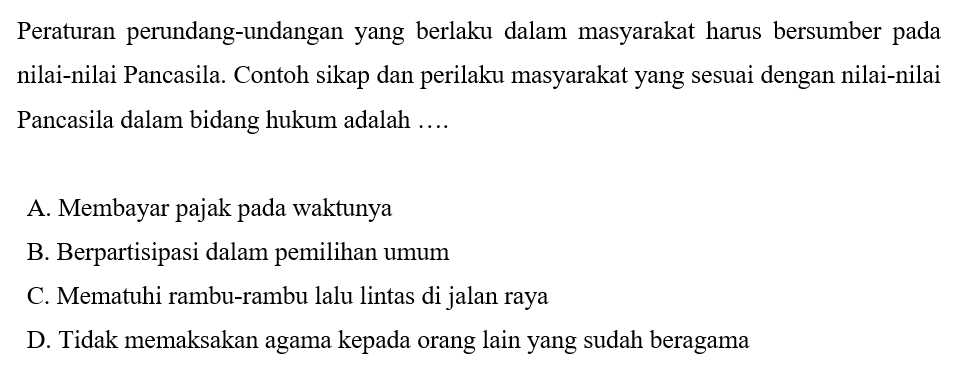 Peraturan perundang-undangan yang berlaku dalam masyarakat harus bersumber pada
nilai-nilai Pancasila. Contoh sikap dan perilaku masyarakat yang sesuai dengan nilai-nilai
Pancasila dalam bidang hukum adalah ….
A. Membayar pajak pada waktunya
B. Berpartisipasi dalam pemilihan umum
C. Mematuhi rambu-rambu lalu lintas di jalan raya
D. Tidak memaksakan agama kepada orang lain yang sudah beragama